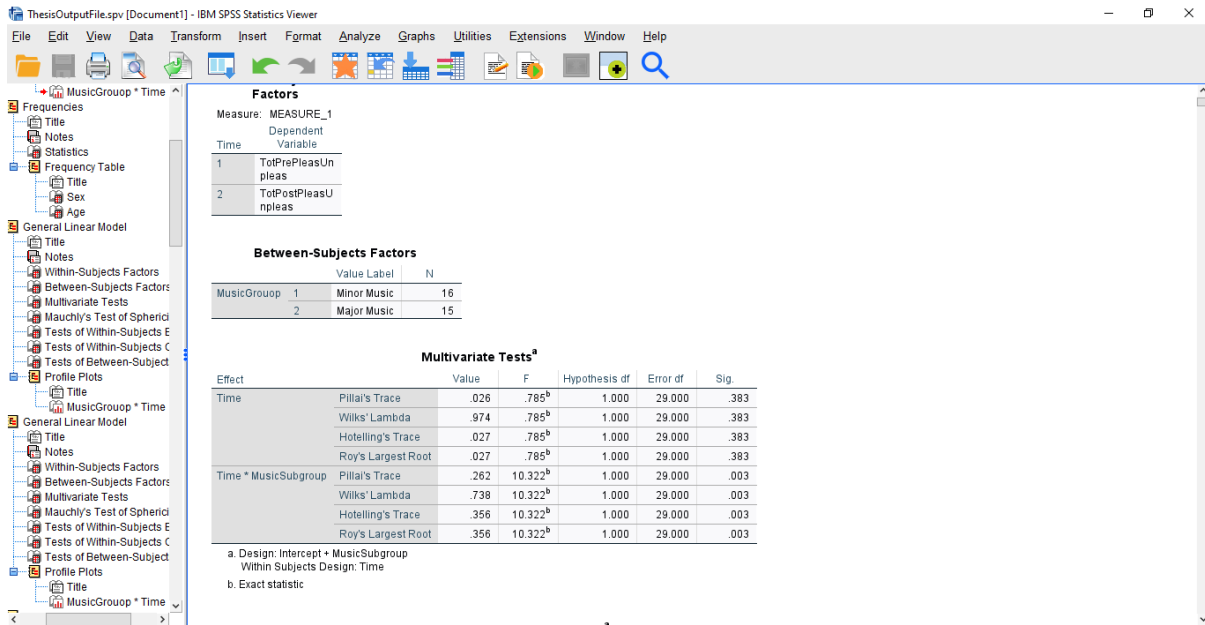 ThesisOutputFile.spv [Document1] - IBM SPSS Statistics Viewer
File Edit View Data Transform Insert Format Analyze Graphs Utilities Extensions Window Help
MusicGrouop * Time
Frequencies
Title
Notes
Statistics
Frequency Table
Title
Sex
Age
General Linear Model
Title
Notes
Within-Subjects Factors
Between-Subjects Factors
Multivariate Tests
Mauchly's Test of Spherici
Tests of Within-Subjects E
Tests of Within-Subjects C
Tests of Between-Subject
Profile Plots
Title
MusicGrouop * Time
General Linear Model
Title
Notes
Within-Subjects Factors
Between-Subjects Factors
Multivariate Tests
Mauchly's Test of Spherici
Tests of Within-Subjects E
Tests of Within-Subjects C
Tests of Between-Subject
Profile Plots
Title
MusicGrouop * Time
Factors
Measure: MEASURE_1
Dependent
Time Variable
1 TotPrePleasUn
pleas
2 TotPostPleasU
npleas
Between-Subjects Factors
Value Label N
MusicGrouop 1 Minor Music 16
2 Major Music 15
Multivariate Tests^a
Effect Value F Hypothesis df Error df Sig.
Time Pillai's Trace .026 .785^b 1.000 29.000 .383
Wilks' Lambda .974 .785^b 1.000 29.000 .383
Hotelling's Trace .027 .785^b 1.000 29.000 .383
Roy's Largest Root .027 .785^b 1.000 29.000 .383
Time * MusicSubgroup Pillai's Trace .262 10.322^b 1.000 29.000 .003
Wilks' Lambda .738 10.322^b 1.000 29.000 .003
Hotelling's Trace .356 10.322^b 1.000 29.000 .003
Roy's Largest Root .356 10.322^b 1.000 29.000 .003
a. Design: Intercept + MusicSubgroup
Within Subjects Design: Time
b. Exact statistic